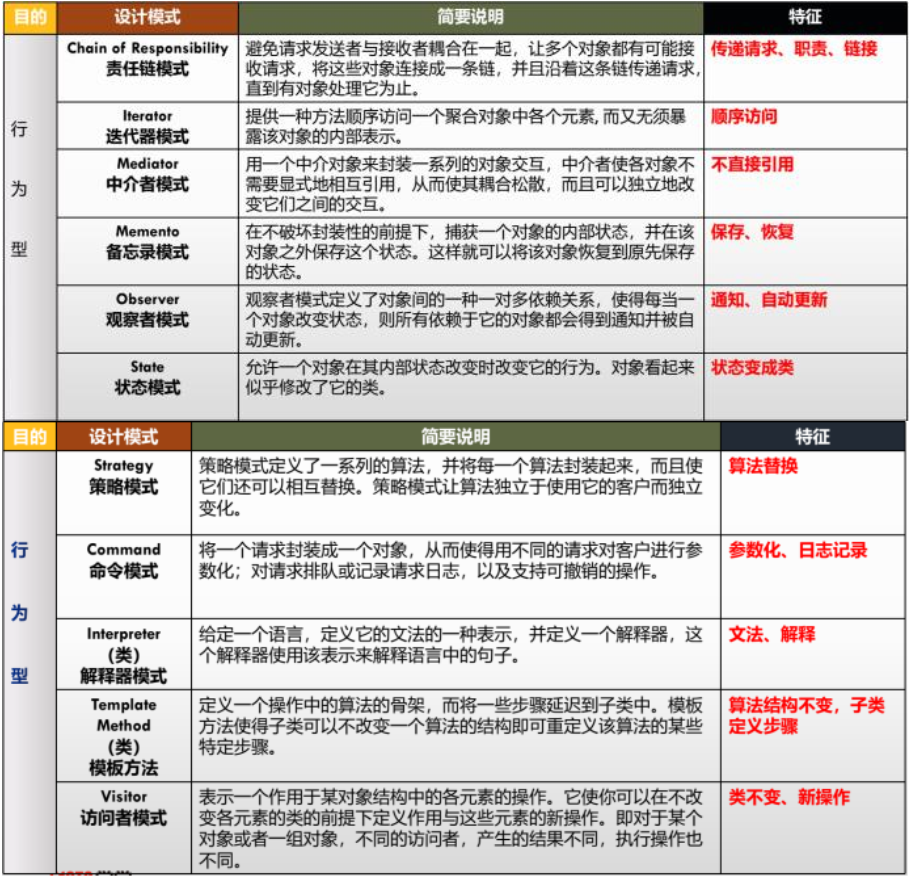 目的 设计模式 简要说明 特征
行
为
型
Chain of Responsibility
责任链模式
避免请求发送者与接收者耦合在一起，让多个对象都有可能接
收请求，将这些对象连接成一条链，并且沿着这条链传递请求，
直到有对象处理它为止。
传递请求、职责、链接
Iterator
迭代器模式
提供一种方法顺序访问一个聚合对象中各个元素, 而又无须暴
露该对象的内部表示。
顺序访问
Mediator
中介者模式
用一个中介对象来封装一系列的对象交互，中介者使各对象不
需要显式地相互引用，从而使其耦合松散，而且可以独立地改
变它们之间的交互。
不直接引用
Memento
备忘录模式
在不破坏封装性的前提下，捕获一个对象的内部状态，并在该
对象之外保存这个状态。这样就可以将该对象恢复到原先保存
的状态。
保存、恢复
Observer
观察者模式
观察者模式定义了对象间的一种一对多依赖关系，使得每当一
个对象改变状态，则所有依赖于它的对象都会得到通知并被自
动更新。
通知、自动更新
State
状态模式
允许一个对象在其内部状态改变时改变它的行为。对象看起来
似乎修改了它的类。
状态变成类
目的 设计模式 简要说明 特征
行
为
型
Strategy
策略模式
策略模式定义了一系列的算法，并将每一个算法封装起来，而且使
它们还可以相互替换。策略模式让算法独立于使用它的客户而独立
变化。
算法替换
Command
命令模式
将一个请求封装成一个对象，从而使得用不同的请求对客户进行参
数化；对请求排队或记录请求日志，以及支持可撤销的操作。
参数化、日志记录
Interpreter
（类）
解释器模式
给定一个语言，定义它的文法的一种表示，并定义一个解释器，这
个解释器使用该表示来解释语言中的句子。
文法、解释
Template
Method
（类）
模板方法
定义一个操作中的算法的骨架，而将一些步骤延迟到子类中。模板
方法使得子类可以不改变一个算法的结构即可重定义该算法的某些
特定步骤。
算法结构不变，子类
定义步骤
Visitor
访问者模式
表示一个作用于某对象结构中的各元素的操作。它使你可以在不改
变各元素的类的前提下定义作用与这些元素的新操作。即对于某个
对象或者一组对象，不同的访问者，产生的结果不同，执行操作也
不同。
类不变、新操作